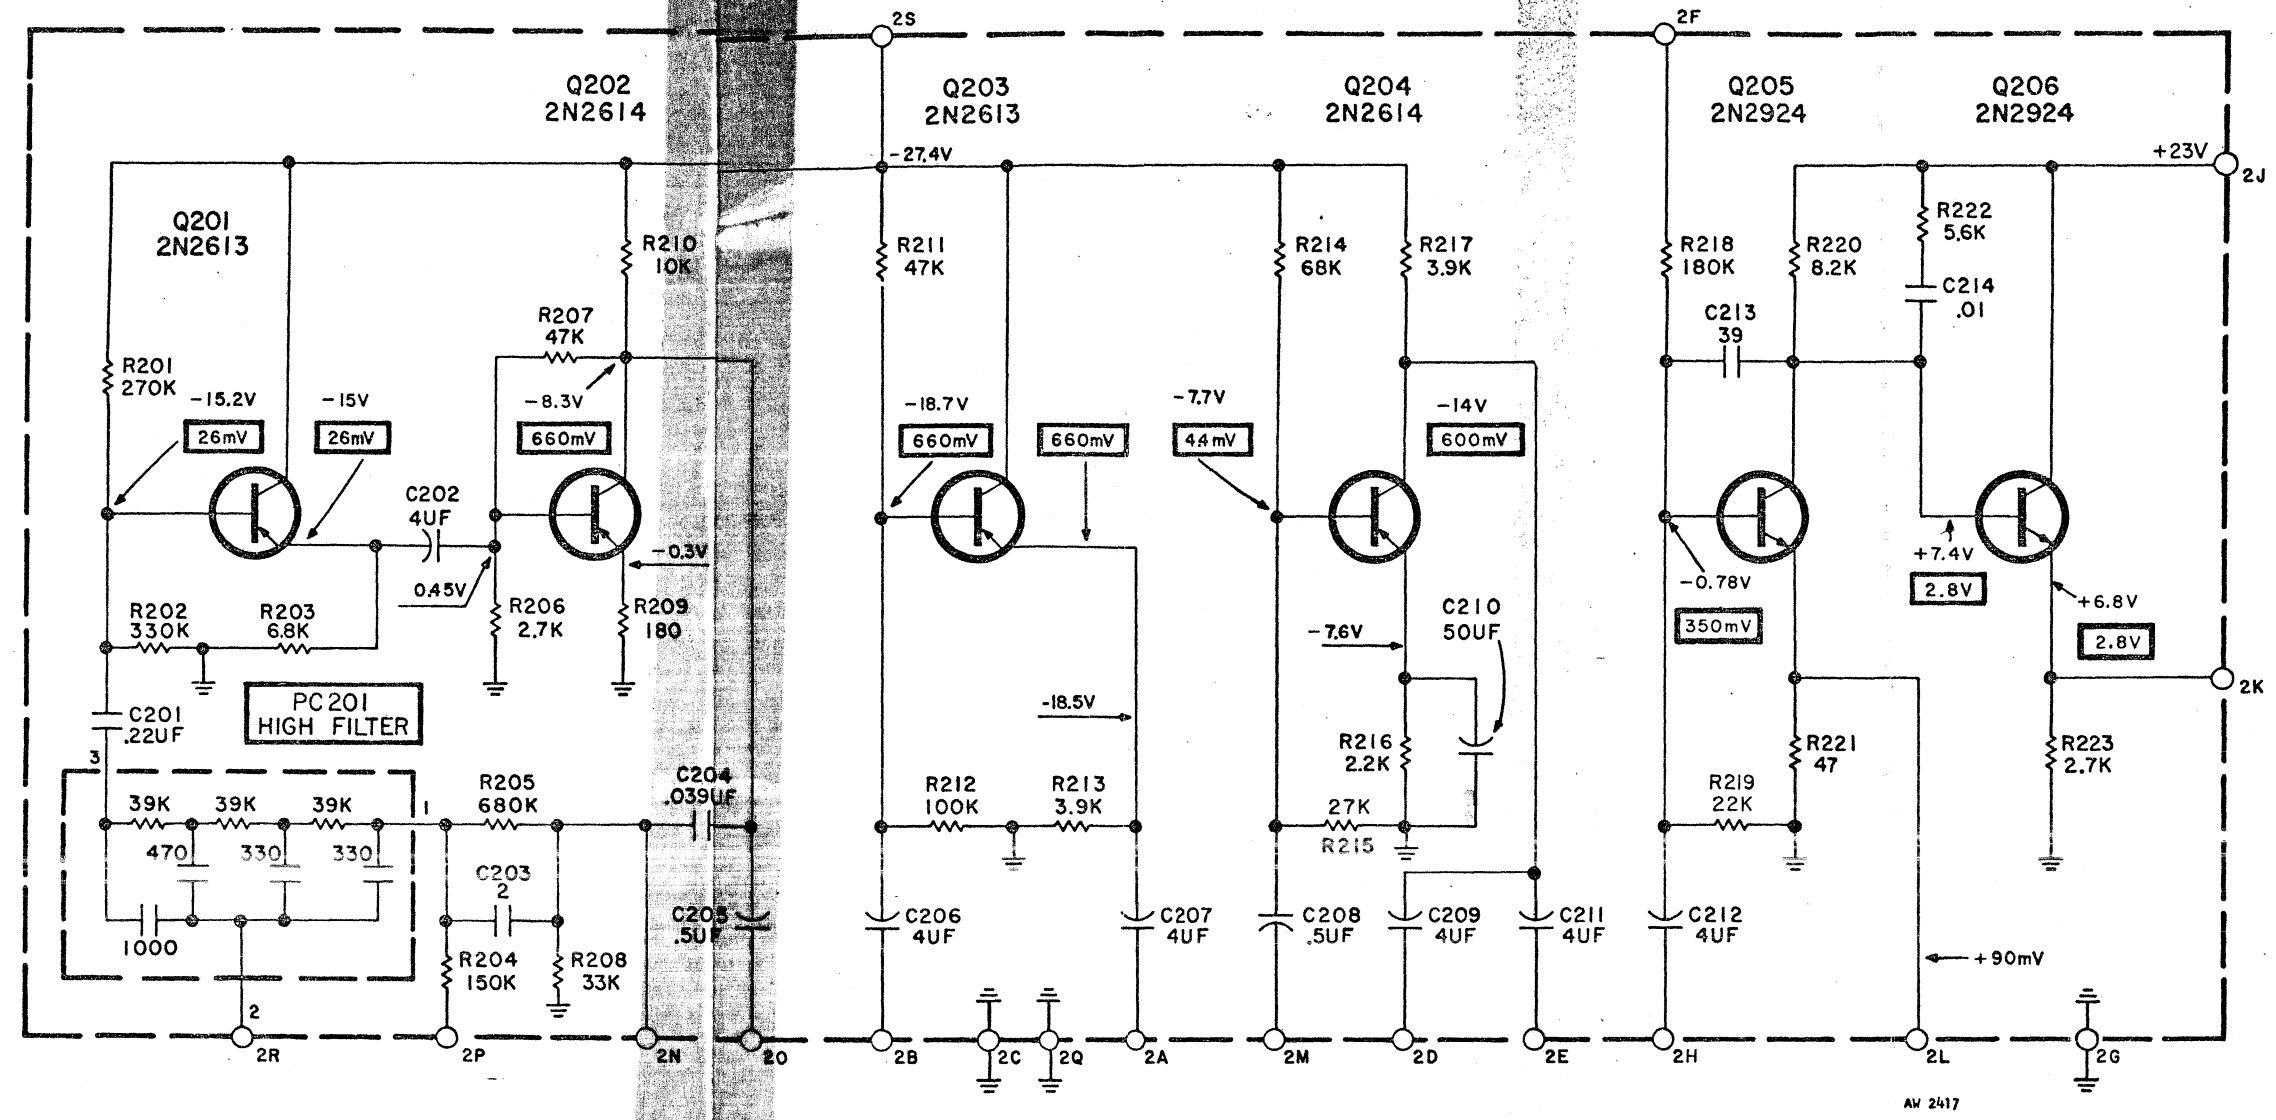 2S
2F
Q202
2N2614
Q203
2N2613
Q204
2N2614
Q205
2N2924
Q206
2N2924
-27.4V
+23V
2J
Q201
2N2613
R210
10K
R211
47K
R214
68K
R217
3.9K
R218
180K
R220
8.2K
R222
5.6K
C214
.01
C213
39
R207
47K
R201
270K
-15.2V
26mV
-15V
26mV
-8.3V
660mV
-18.7V
660mV
660mV
-7.7V
44mV
-14V
600mV
C202
4UF
0.45V
-0.3V
R202
330K
R203
6.8K
R206
2.7K
R209
180
-7.6V
C210
50UF
-0.78V
350mV
+7.4V
2.8V
+6.8V
2.8V
2K
PC201
HIGH FILTER
C201
.22UF
3
-18.5V
R216
2.2K
R221
47
R223
2.7K
39K
39K
39K
1
R205
680K
C204
.039UF
R212
100K
R213
3.9K
27K
R215
R219
22K
470
330
330
1000
C203
2
R204
150K
R208
33K
C205
.5UF
C206
4UF
C207
4UF
C208
.5UF
C209
4UF
C211
4UF
C212
4UF
+90mV
2
2R
2P
2N
2O
2B
2C
2Q
2A
2M
2D
2E
2H
2L
2G
AW 2417